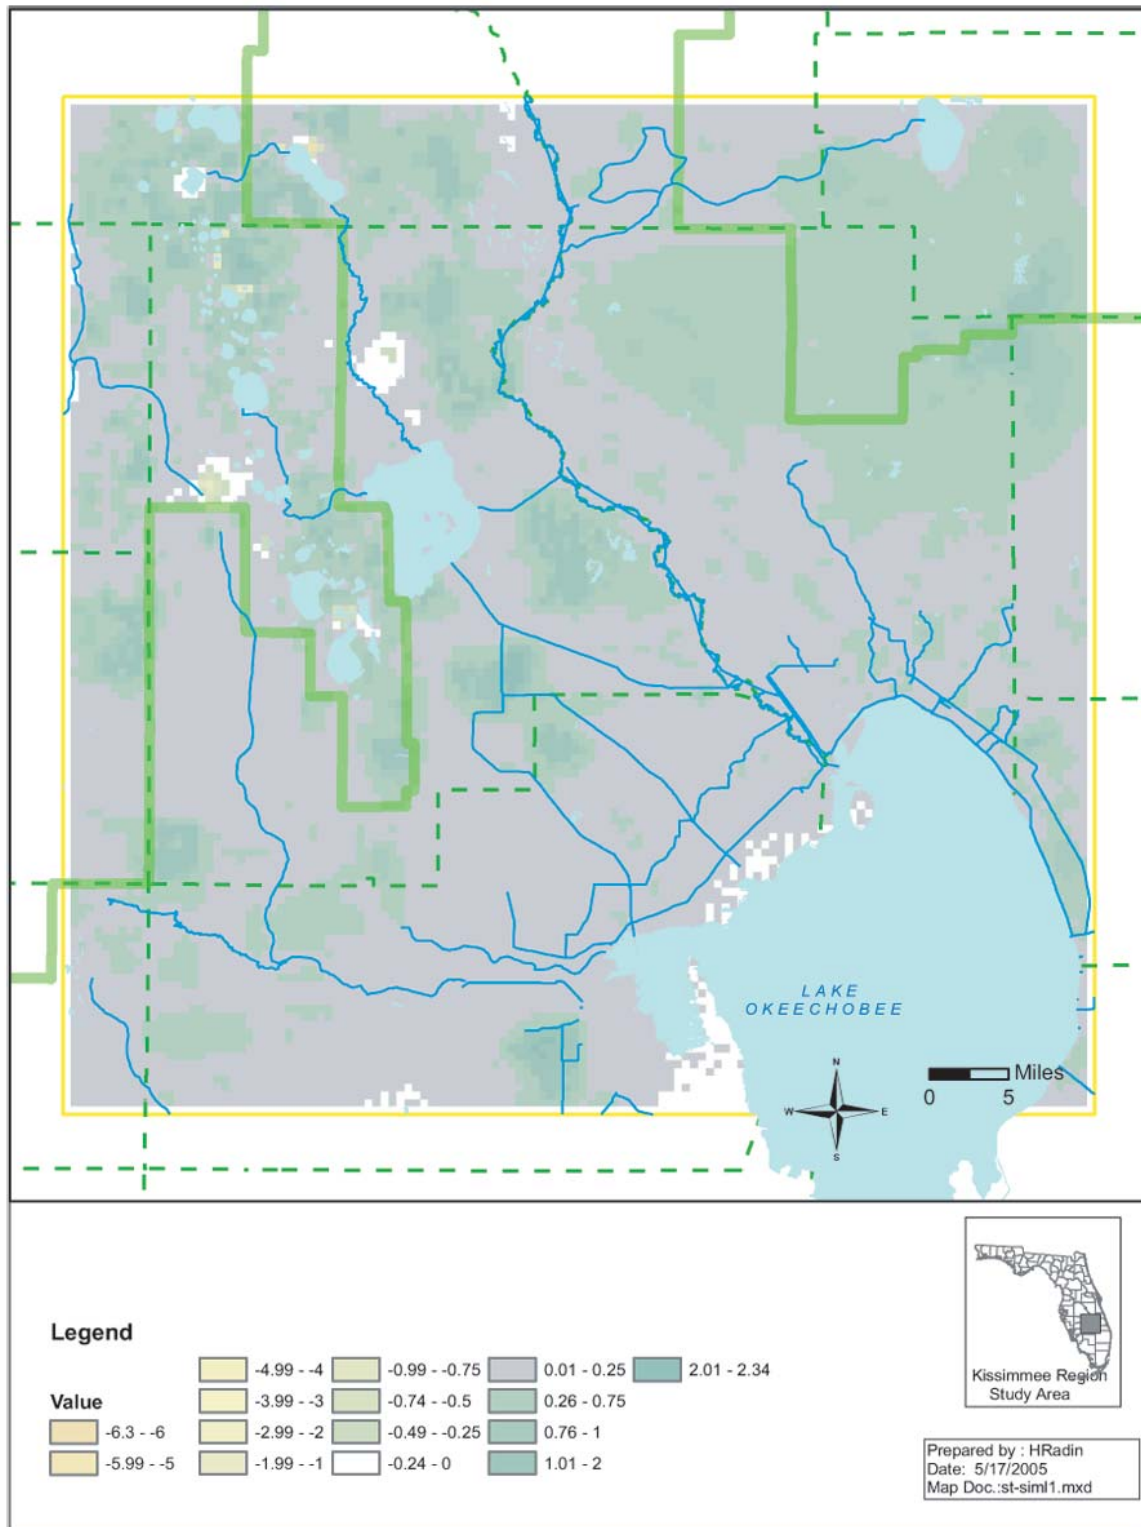 LAKE
OKEECHOBEE
N
W
E
S
Miles
0 5
Legend
Value
-6.3 - -6
-5.99 - -5
-4.99 - -4
-3.99 - -3
-2.99 - -2
-1.99 - -1
-0.99 - -0.75
-0.74 - -0.5
-0.49 - -0.25
-0.24 - 0
0.01 - 0.25
0.26 - 0.75
0.76 - 1
1.01 - 2
2.01 - 2.34
Kissimmee Region
Study Area
Prepared by : HRadin
Date: 5/17/2005
Map Doc.:st-siml1.mxd